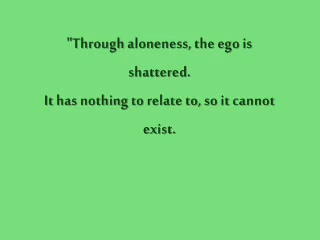 "Through aloneness, the ego is
shattered.
It has nothing to relate to, so it cannot
exist.